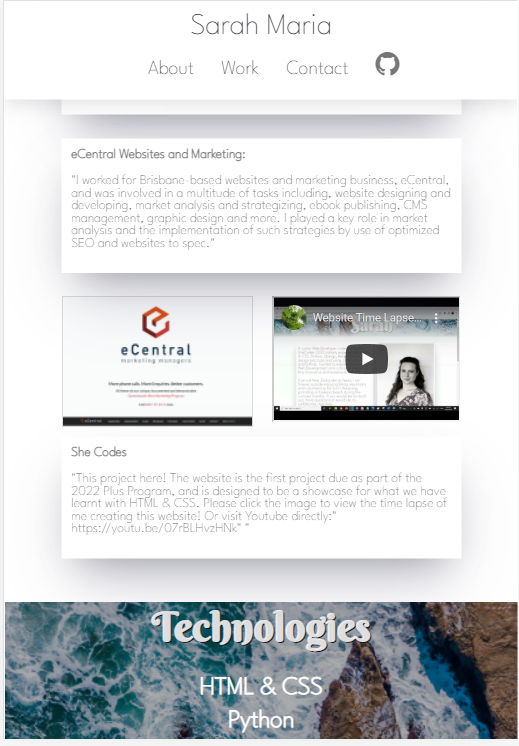 Sarah Maria
About Work Contact
eCentral Websites and Marketing:
"I worked for Brisbane-based websites and marketing business, eCentral,
and was involved in a multitude of tasks including, website designing and
developing, market analysis and strategizing, ebook publishing, CMS
management, graphic design and more. I played a key role in market
analysis and the implementation of such strategies by use of optimized
SEO and websites to spec."
eCentral
marketing managers
More phone calls. More Enquiries. Better customers.
Website Time Lapse...
Sarah
She Codes
"This project here! The website is the first project due as part of the
2022 Plus Program, and is designed to be a showcase for what we have
learnt with HTML & CSS. Please click the image to view the time lapse of
me creating this website! Or visit Youtube directly:"
https://youtu.be/07rBLHvzHNk" "
Technologies
HTML & CSS
Python